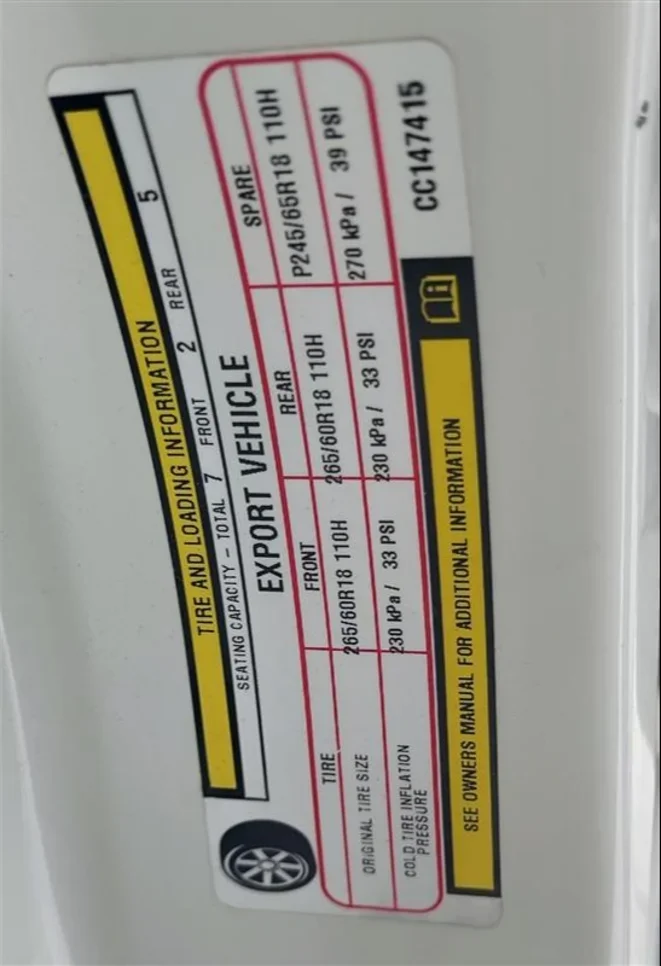 TIRE AND LOADING INFORMATION
SEATING CAPACITY - TOTAL 7 FRONT 2 REAR 5
EXPORT VEHICLE
TIRE FRONT REAR SPARE
ORIGINAL TIRE SIZE 265/60R18 110H 265/60R18 110H P245/65R18 110H
COLD TIRE INFLATION PRESSURE 230 kPa / 33 PSI 230 kPa / 33 PSI 270 kPa / 39 PSI
SEE OWNERS MANUAL FOR ADDITIONAL INFORMATION
CC147415